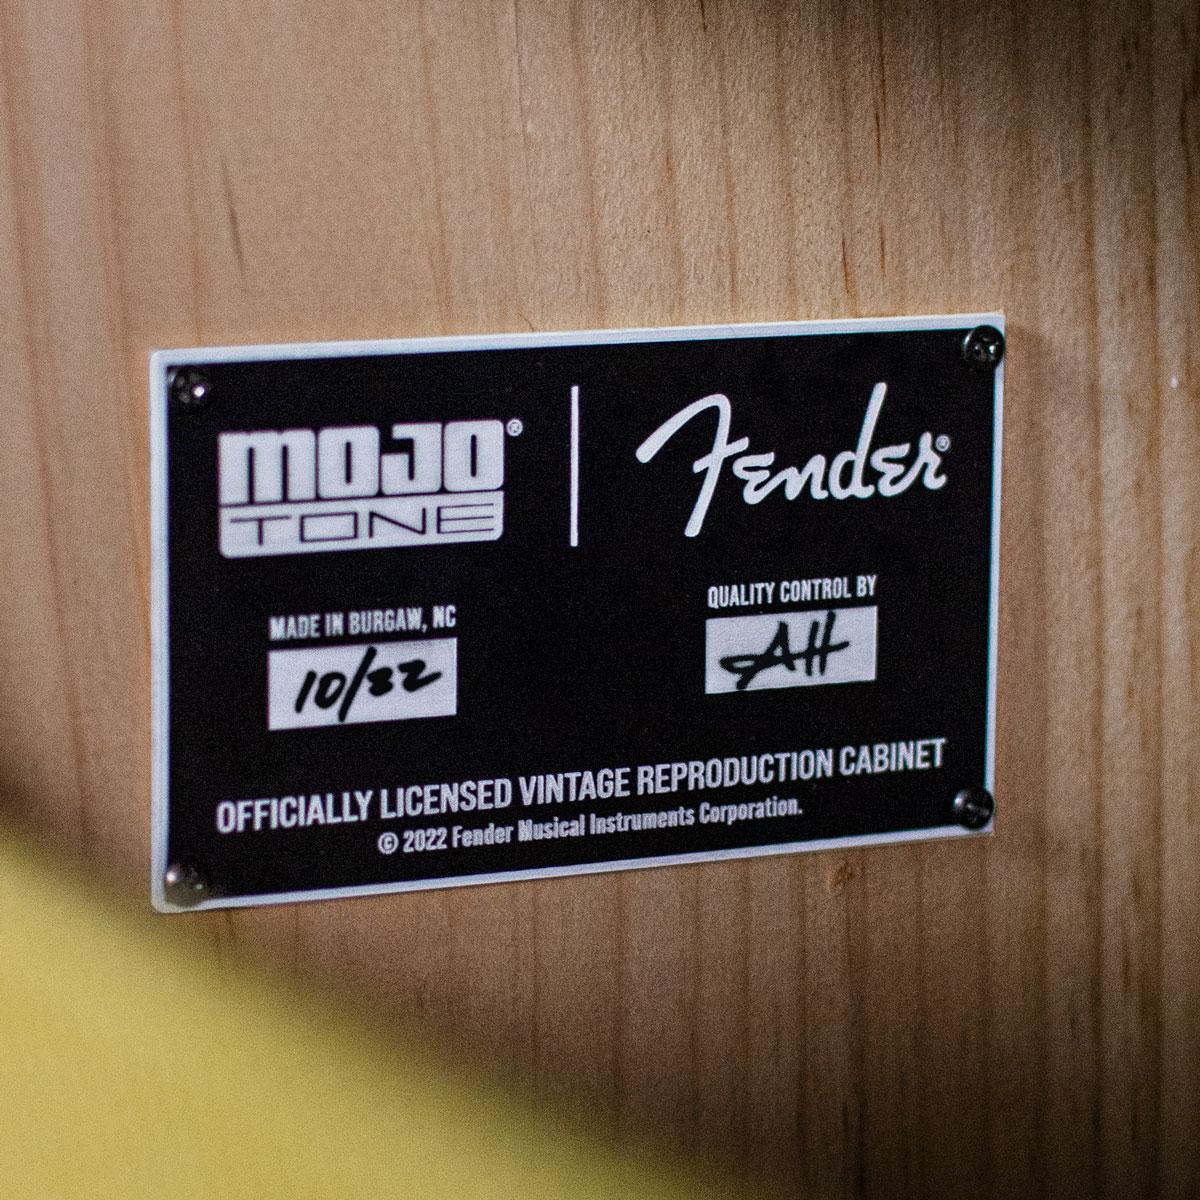 MOJO®
TONE
Fender®
MADE IN BURGAW, NC
10/22
QUALITY CONTROL BY
AH
OFFICIALLY LICENSED VINTAGE REPRODUCTION CABINET
© 2022 Fender Musical Instruments Corporation.